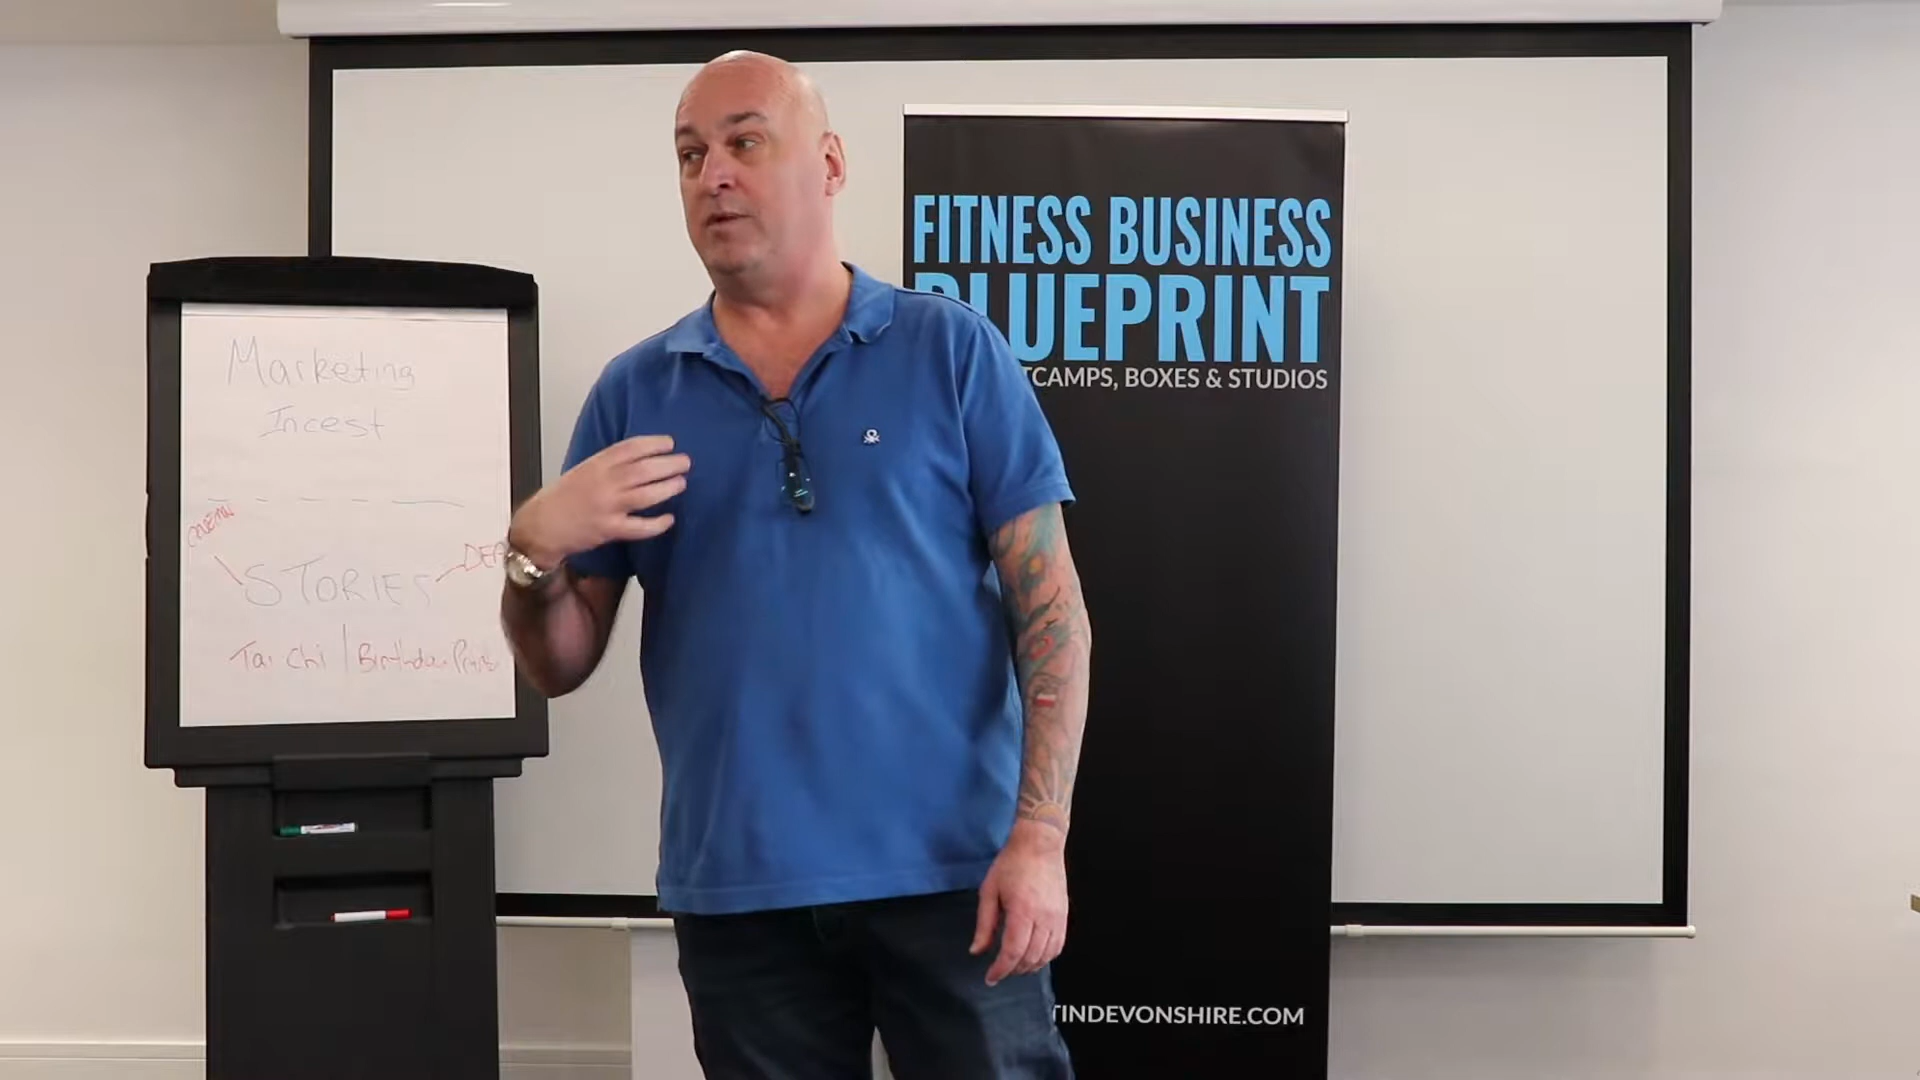 Marketing
Incest
STORIES
Tai Chi | Birthday
FITNESS BUSINESS
BLUEPRINT
TCAMPS, BOXES & STUDIOS
TINDEVONSHIRE.COM